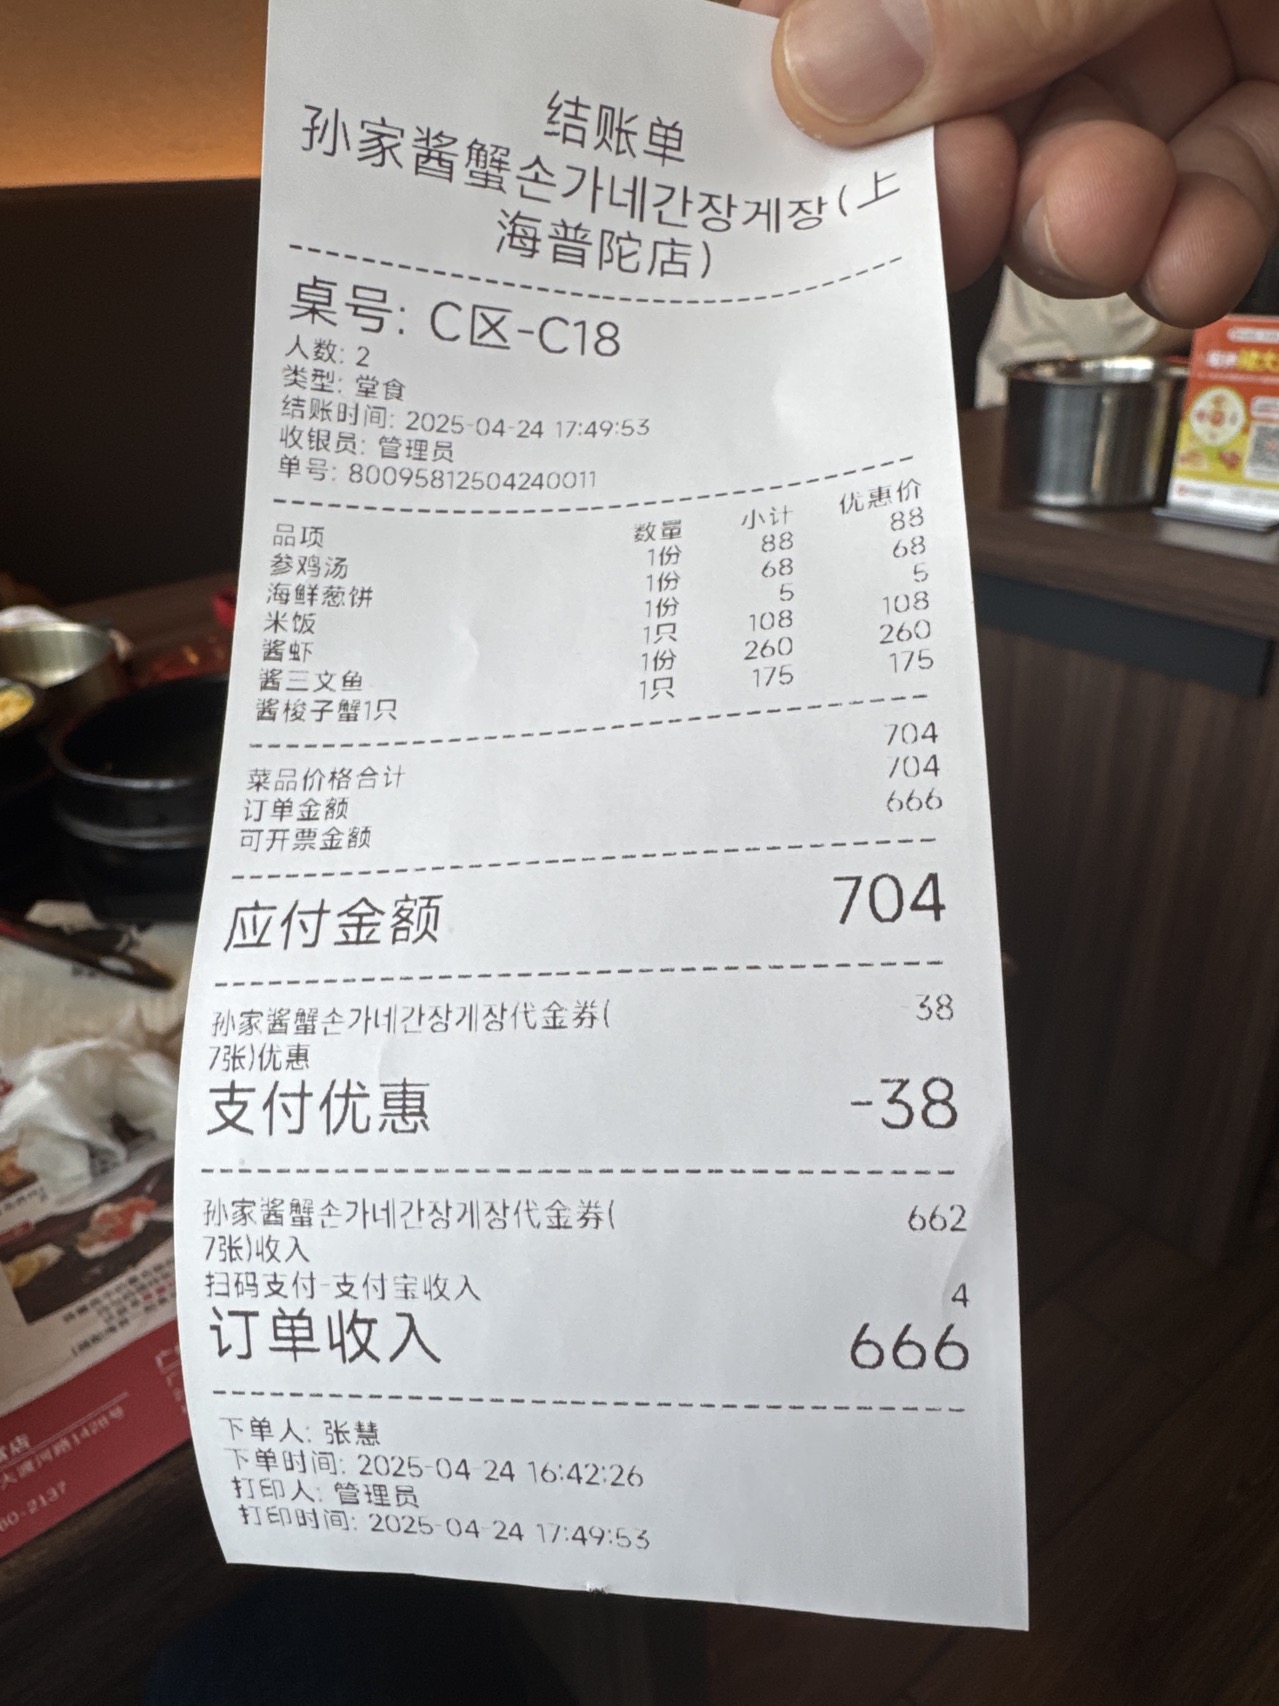 结账单
孙家酱蟹손가네간장게장(上
海普陀店)
桌号: C区-C18
人数: 2
类型: 堂食
结账时间: 2025-04-24 17:49:53
收银员: 管理员
单号: 80095812504240011
品项 数量 小计 优惠价
参鸡汤 1份 88 88
海鲜葱饼 1份 68 68
米饭 1份 5 5
酱虾 1只 108 108
酱三文鱼 1份 260 260
酱梭子蟹1只 1只 175 175
菜品价格合计 704
订单金额 704
可开票金额 666
应付金额 704
孙家酱蟹손가네간장게장代金券( -38
7张)优惠
支付优惠 -38
孙家酱蟹손가네간장게장代金券( 662
7张)收入
扫码支付-支付宝收入 4
订单收入 666
下单人: 张慧
下单时间: 2025-04-24 16:42:26
打印人: 管理员
打印时间: 2025-04-24 17:49:53
大渡河路1428号
60-2137